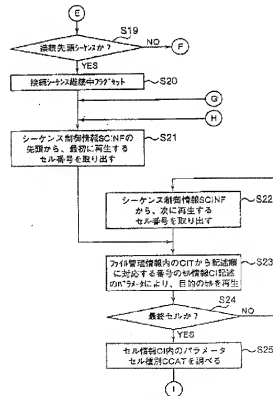 E
S19
接続先頭シーケンスか?
NO
F
YES
接続シーケンス継続中フラグセット
S20
G
H
シーケンス制御情報SCINFの
先頭から、最初に再生する
セル番号を取り出す
S21
シーケンス制御情報SCINF
から、次に再生する
セル番号を取り出す
S22
ファイル管理情報内のCITから記述順
に対応する番号のセル情報CI記述
のパラメータにより、目的のセルを再生
S23
S24
最終セルか?
NO
YES
セル情報CI内のパラメータ
セル種別CCATを調べる
S25
I